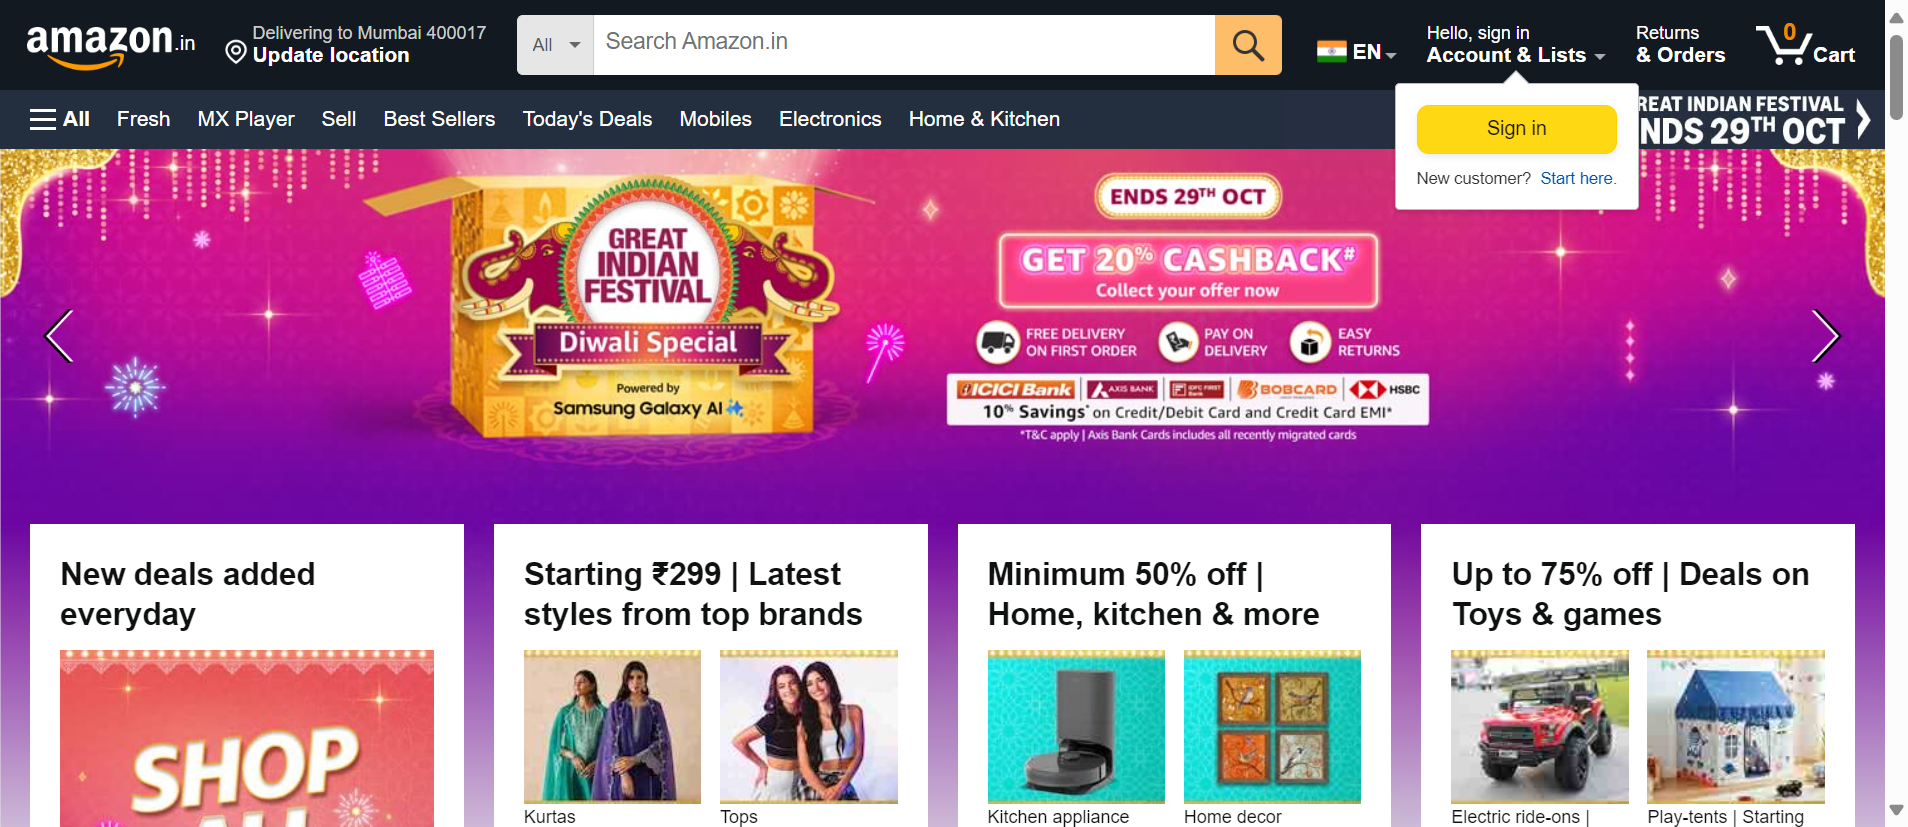 amazon.in
Delivering to Mumbai 400017
Update location
All
Search Amazon.in
EN
Hello, sign in
Account & Lists
Returns
& Orders
0
Cart
All
Fresh
MX Player
Sell
Best Sellers
Today's Deals
Mobiles
Electronics
Home & Kitchen
Sign in
New customer? Start here.
REAT INDIAN FESTIVAL
NDS 29TH OCT
GREAT
INDIAN
FESTIVAL
Diwali Special
Powered by
Samsung Galaxy AI
ENDS 29TH OCT
GET 20% CASHBACK#
Collect your offer now
FREE DELIVERY
ON FIRST ORDER
PAY ON
DELIVERY
EASY
RETURNS
ICICI Bank
AXIS BANK
IDFC FIRST
Bank
BOBCARD
HSBC
10% Savings* on Credit/Debit Card and Credit Card EMI*
*T&C apply | Axis Bank Cards includes all recently migrated cards
New deals added
everyday
SHOP
ALL
Starting ₹299 | Latest
styles from top brands
Kurtas
Tops
Minimum 50% off |
Home, kitchen & more
Kitchen appliance
Home decor
Up to 75% off | Deals on
Toys & games
Electric ride-ons |
Play-tents | Starting